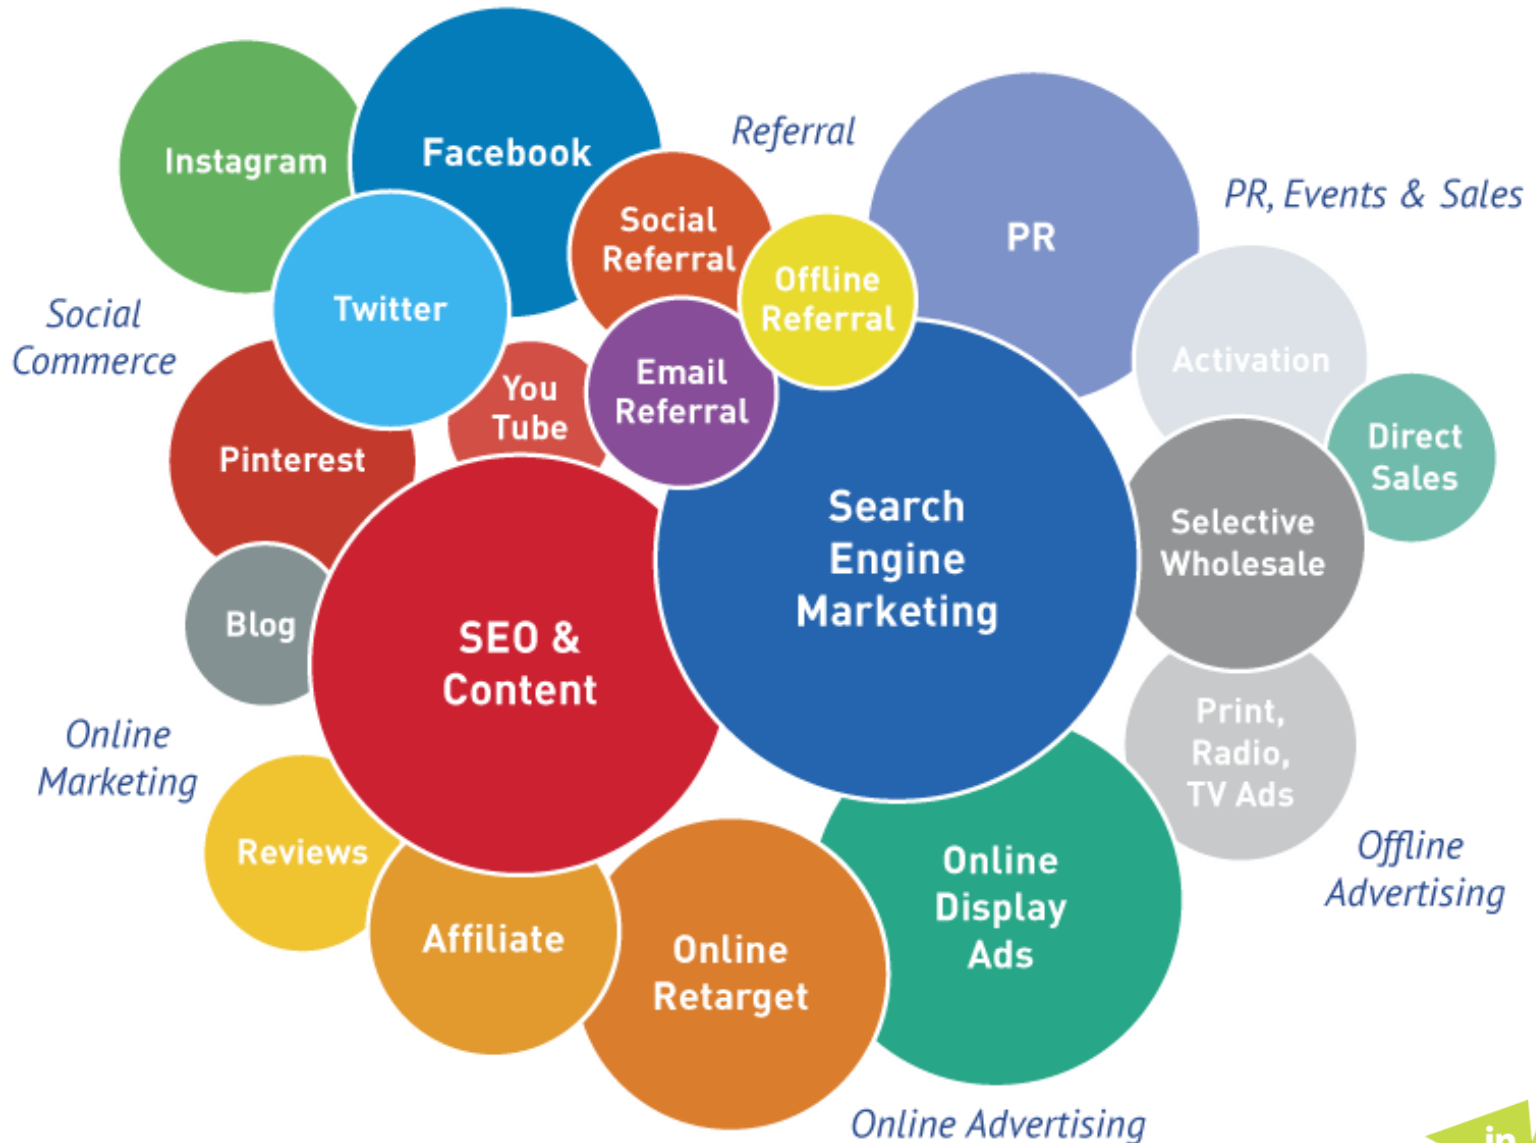 Instagram
Facebook
Referral
PR, Events & Sales
Social
Referral
PR
Offline
Referral
Social
Commerce
Twitter
Activation
You
Tube
Email
Referral
Pinterest
Direct
Sales
Search
Engine
Marketing
Selective
Wholesale
Blog
SEO &
Content
Online
Marketing
Print,
Radio,
TV Ads
Reviews
Offline
Advertising
Affiliate
Online
Retarget
Online
Display
Ads
Online Advertising
in